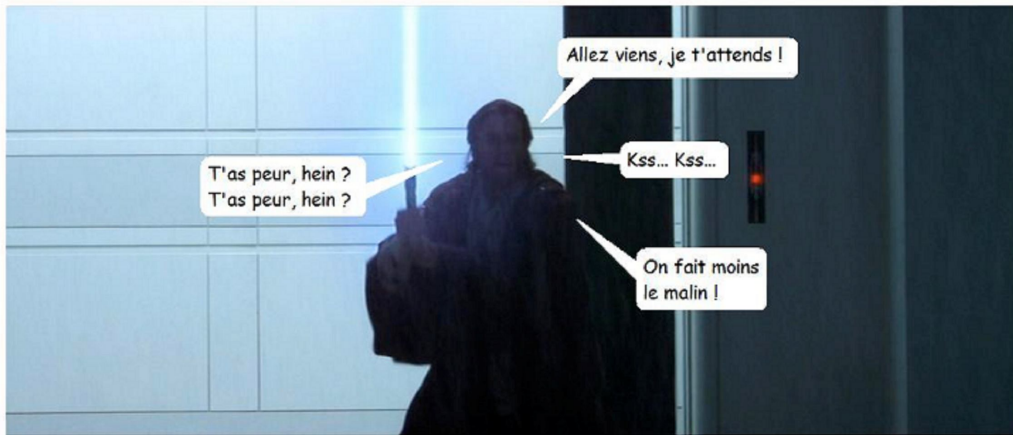 Allez viens, je t'attends !
T'as peur, hein ?
T'as peur, hein ?
Kss... Kss...
On fait moins
le malin !